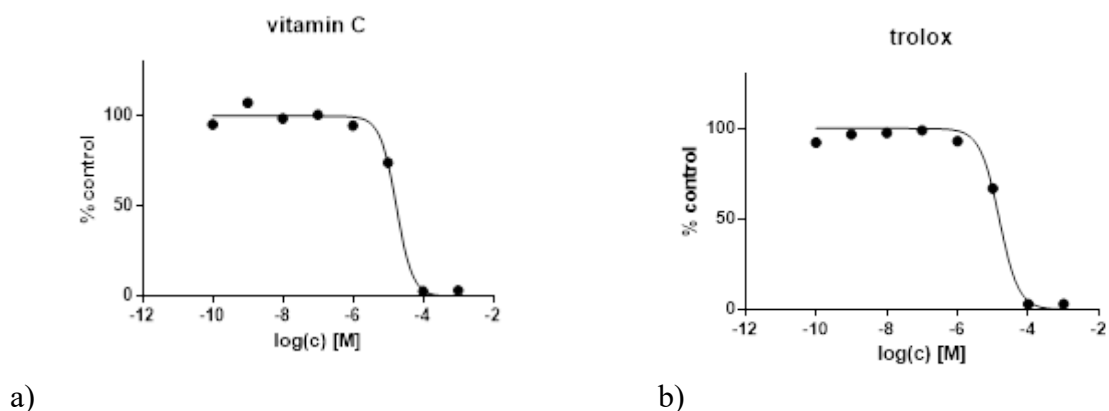 vitamin C
100
50
0
% control
-12 -10 -8 -6 -4 -2
log(c) [M]
a)
trolox
100
50
0
% control
-12 -10 -8 -6 -4 -2
log(c) [M]
b)